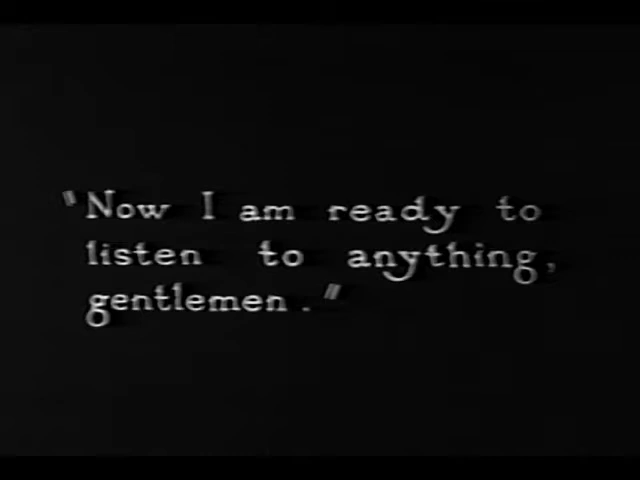 "Now I am ready to
listen to anything,
gentlemen."